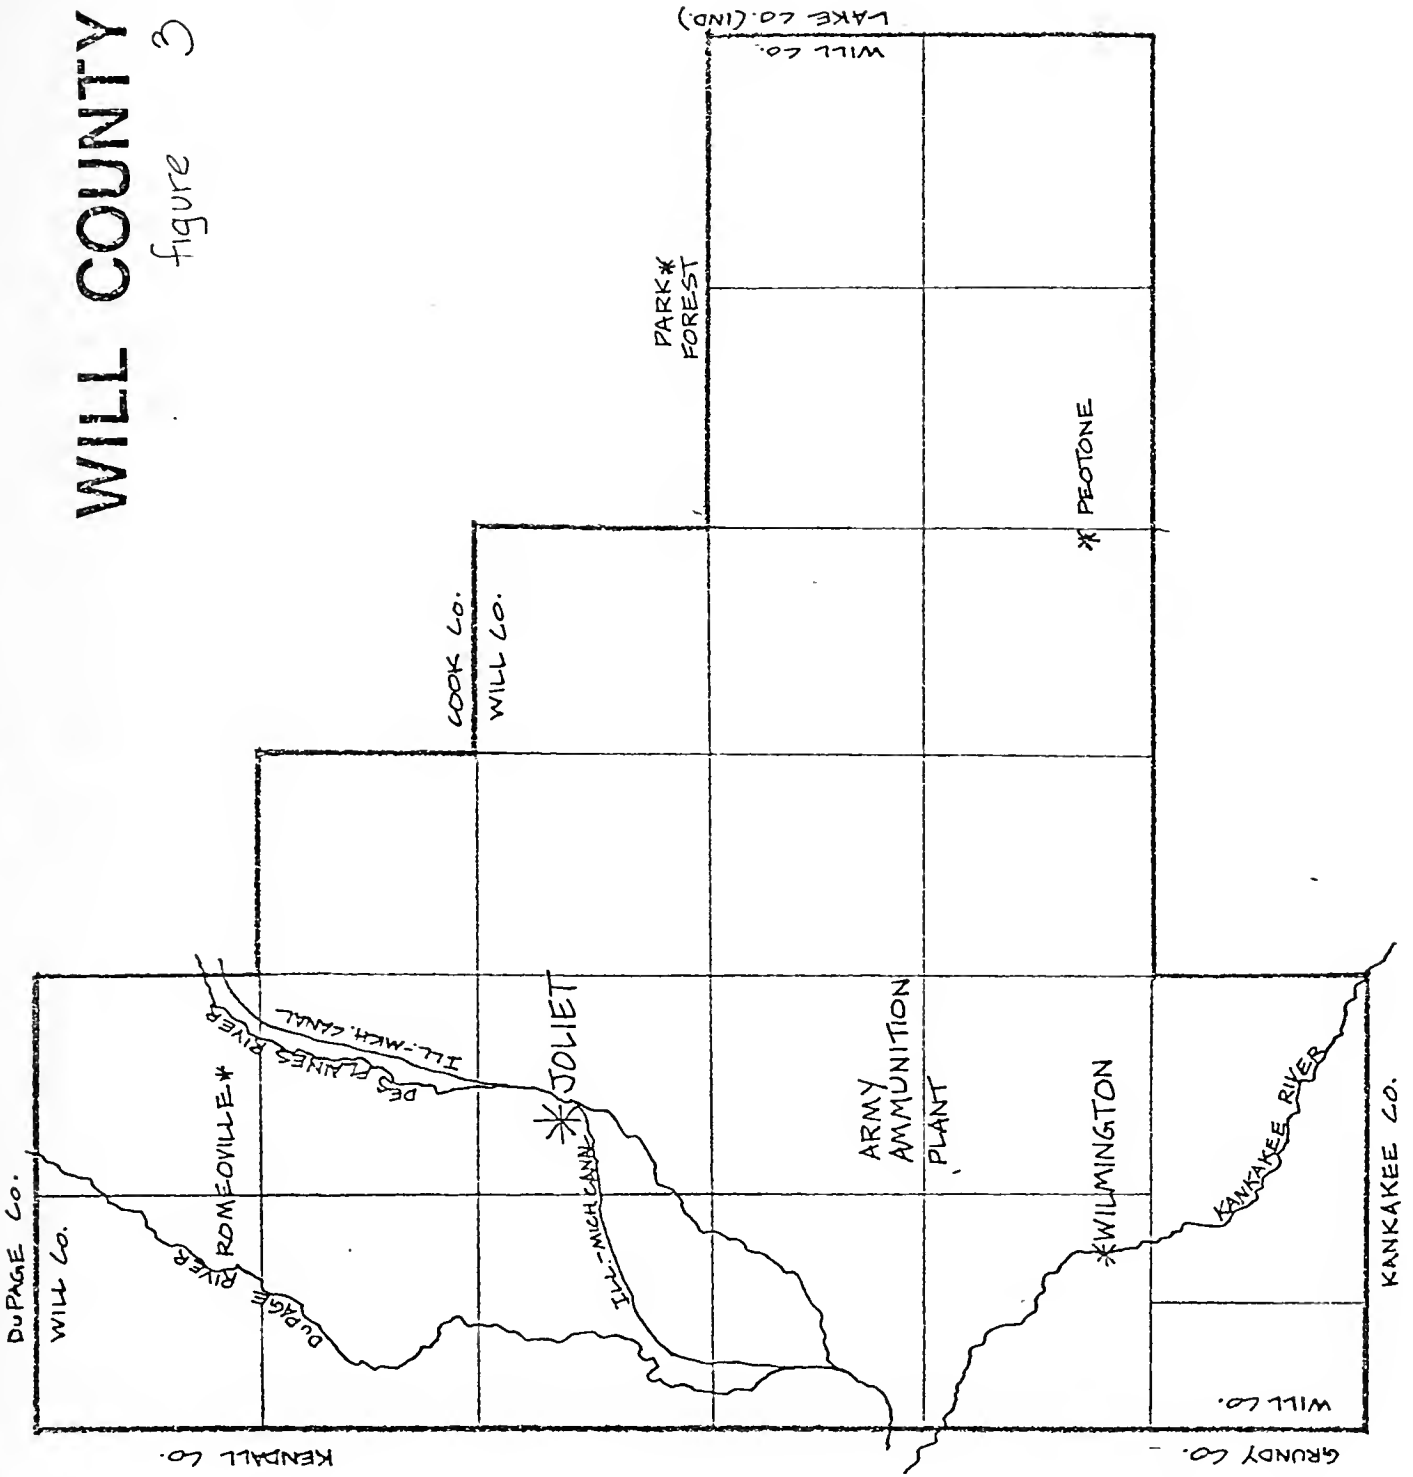 WILL COUNTY
figure 3
DUPAGE CO.
WILL CO.
KENDALL CO.
DuPAGE RIVER
ROMEOVILLE*
DES PLAINES RIVER
ILL.-MICH. CANAL
JOLIET
ILL.-MICH CANAL
COOK CO.
WILL CO.
PARK*
FOREST
LAKE CO. (IND.)
WILL CO.
ARMY
AMMUNITION
PLANT
* PEOTONE
*WILMINGTON
KANKAKEE RIVER
WILL CO.
GRUNDY CO.
KANKAKEE CO.